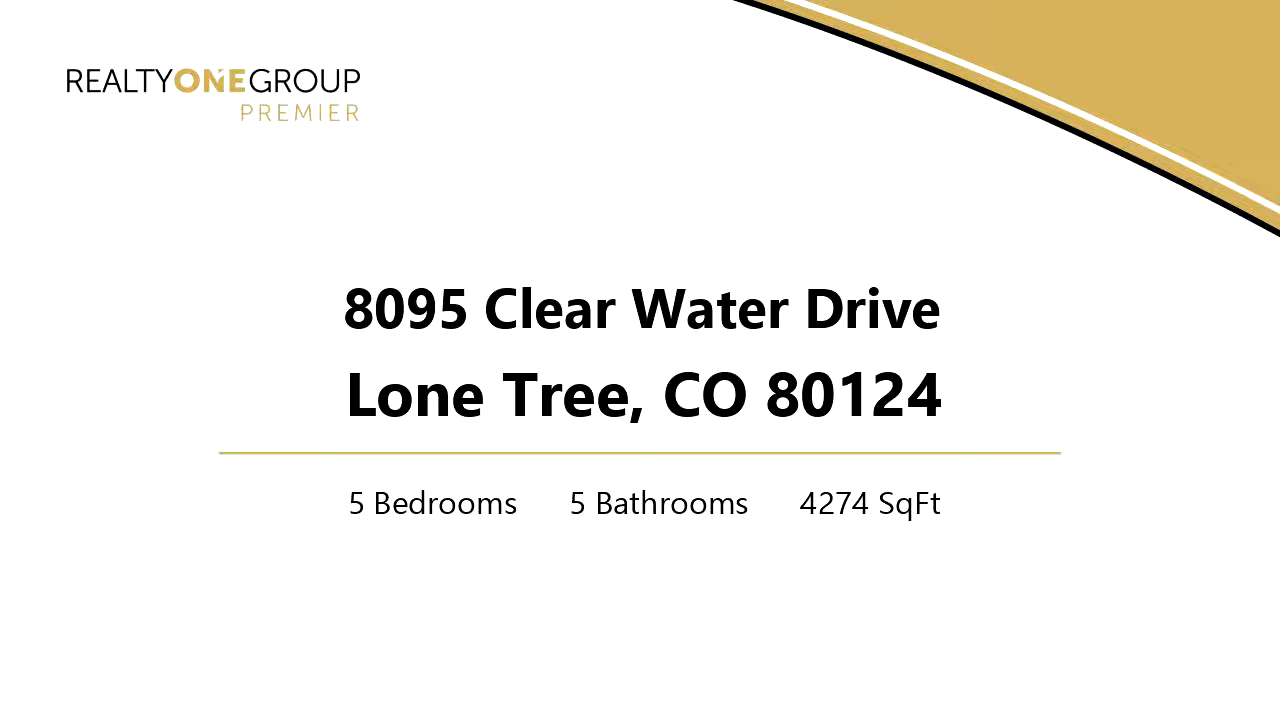 REALTYONEGROUP
PREMIER
8095 Clear Water Drive
Lone Tree, CO 80124
5 Bedrooms 5 Bathrooms 4274 SqFt